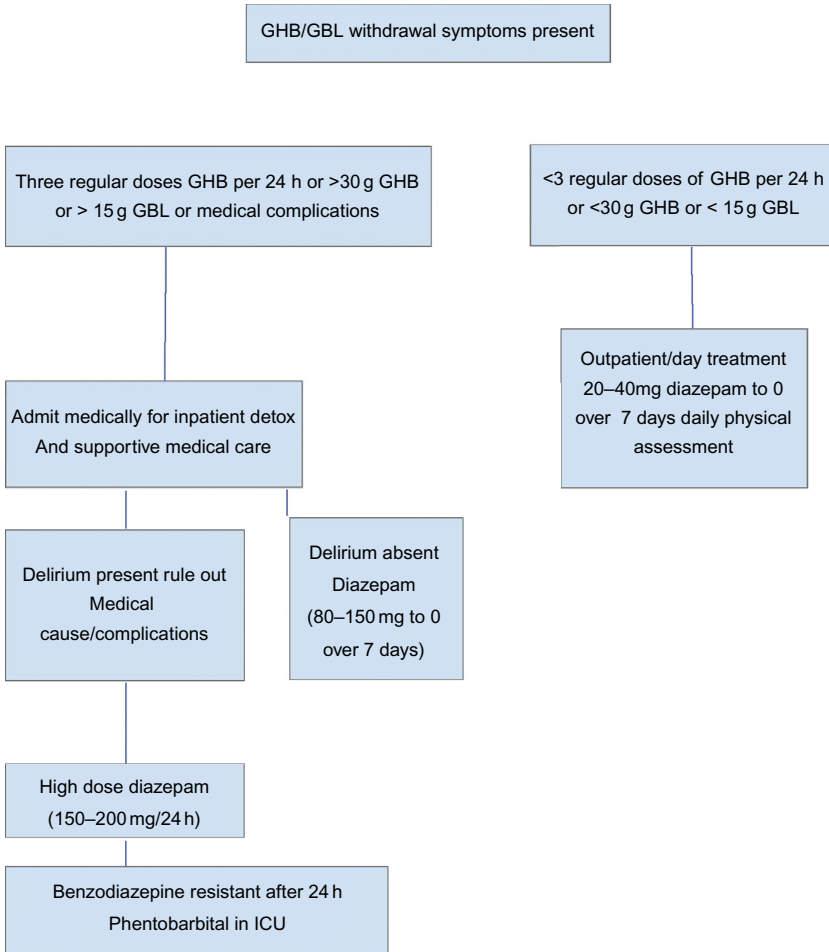 GHB/GBL withdrawal symptoms present
Three regular doses GHB per 24 h or >30 g GHB
or > 15 g GBL or medical complications
<3 regular doses of GHB per 24 h
or <30 g GHB or < 15 g GBL
Outpatient/day treatment
20–40mg diazepam to 0
over 7 days daily physical
assessment
Admit medically for inpatient detox
And supportive medical care
Delirium present rule out
Medical
cause/complications
Delirium absent
Diazepam
(80–150 mg to 0
over 7 days)
High dose diazepam
(150–200 mg/24 h)
Benzodiazepine resistant after 24 h
Phentobarbital in ICU